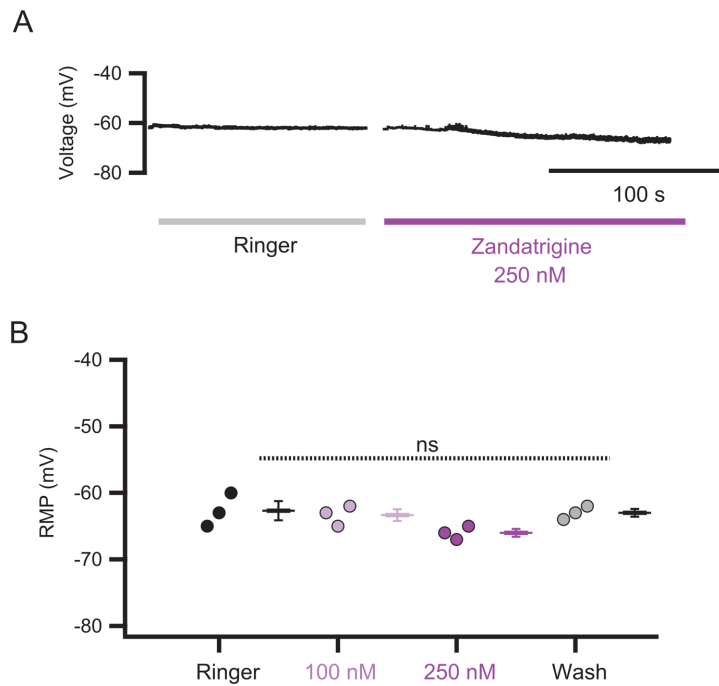 A
Voltage (mV)
-40
-60
-80
100 s
Ringer
Zandatrigine
250 nM
B
RMP (mV)
-40
-50
-60
-70
-80
ns
Ringer
100 nM
250 nM
Wash